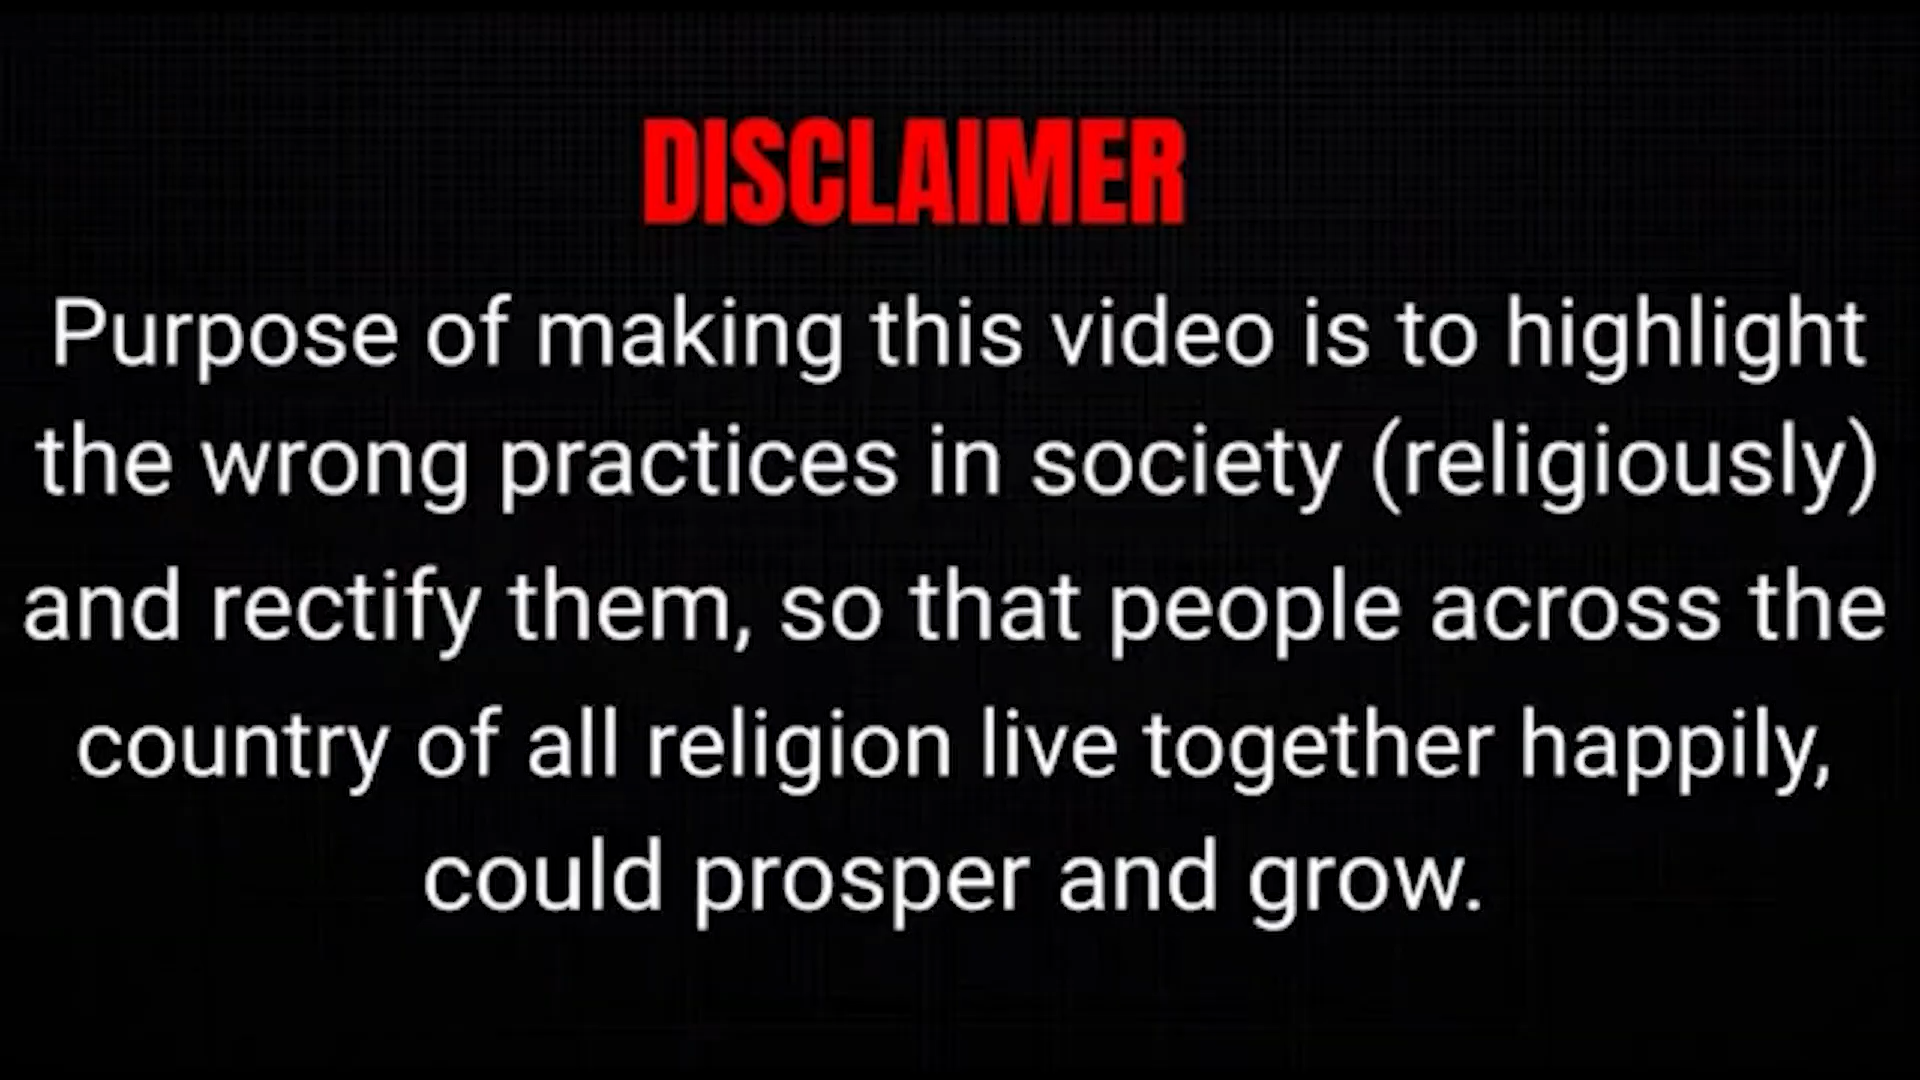 DISCLAIMER
Purpose of making this video is to highlight
the wrong practices in society (religiously)
and rectify them, so that people across the
country of all religion live together happily,
could prosper and grow.